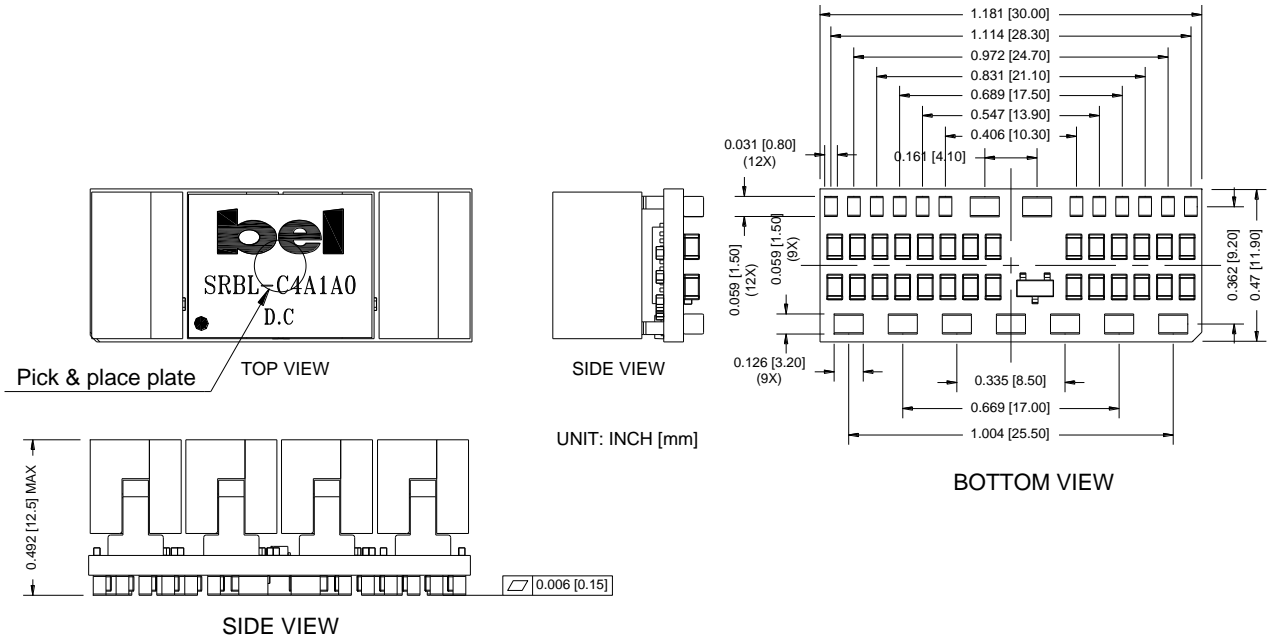 bel
SRBL-C4A1A0
D.C
TOP VIEW
Pick & place plate
SIDE VIEW
UNIT: INCH [mm]
0.492 [12.5] MAX
0.006 [0.15]
SIDE VIEW
1.181 [30.00]
1.114 [28.30]
0.972 [24.70]
0.831 [21.10]
0.689 [17.50]
0.547 [13.90]
0.406 [10.30]
0.031 [0.80]
(12X)
0.161 [4.10]
0.059 [1.50]
(12X)
0.059 [1.50]
(9X)
0.362 [9.20]
0.47 [11.90]
0.126 [3.20]
(9X)
0.335 [8.50]
0.669 [17.00]
1.004 [25.50]
BOTTOM VIEW